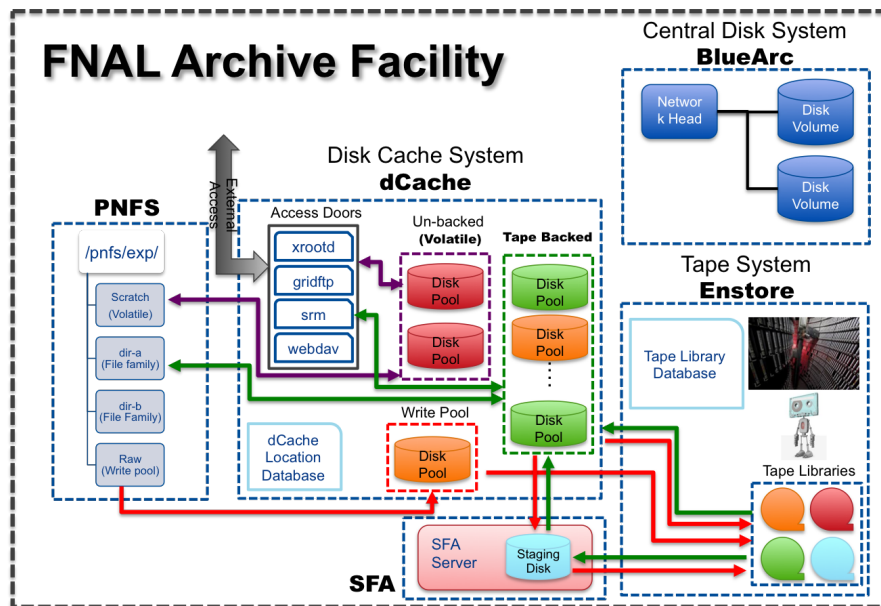 FNAL Archive Facility
Central Disk System
BlueArc
Networ
k Head
Disk
Volume
Disk
Volume
External
Access
Disk Cache System
dCache
PNFS
/pnfs/exp/
Scratch
(Volatile)
dir-a
(File family)
dir-b
(File Family)
Raw
(Write pool)
Access Doors
xrootd
gridftp
srm
webdav
Un-backed
(Volatile)
Disk
Pool
Disk
Pool
Tape Backed
Disk
Pool
Disk
Pool
Disk
Pool
Write Pool
Disk
Pool
dCache
Location
Database
Tape System
Enstore
Tape Library
Database
Tape Libraries
SFA
SFA
Server
Staging
Disk